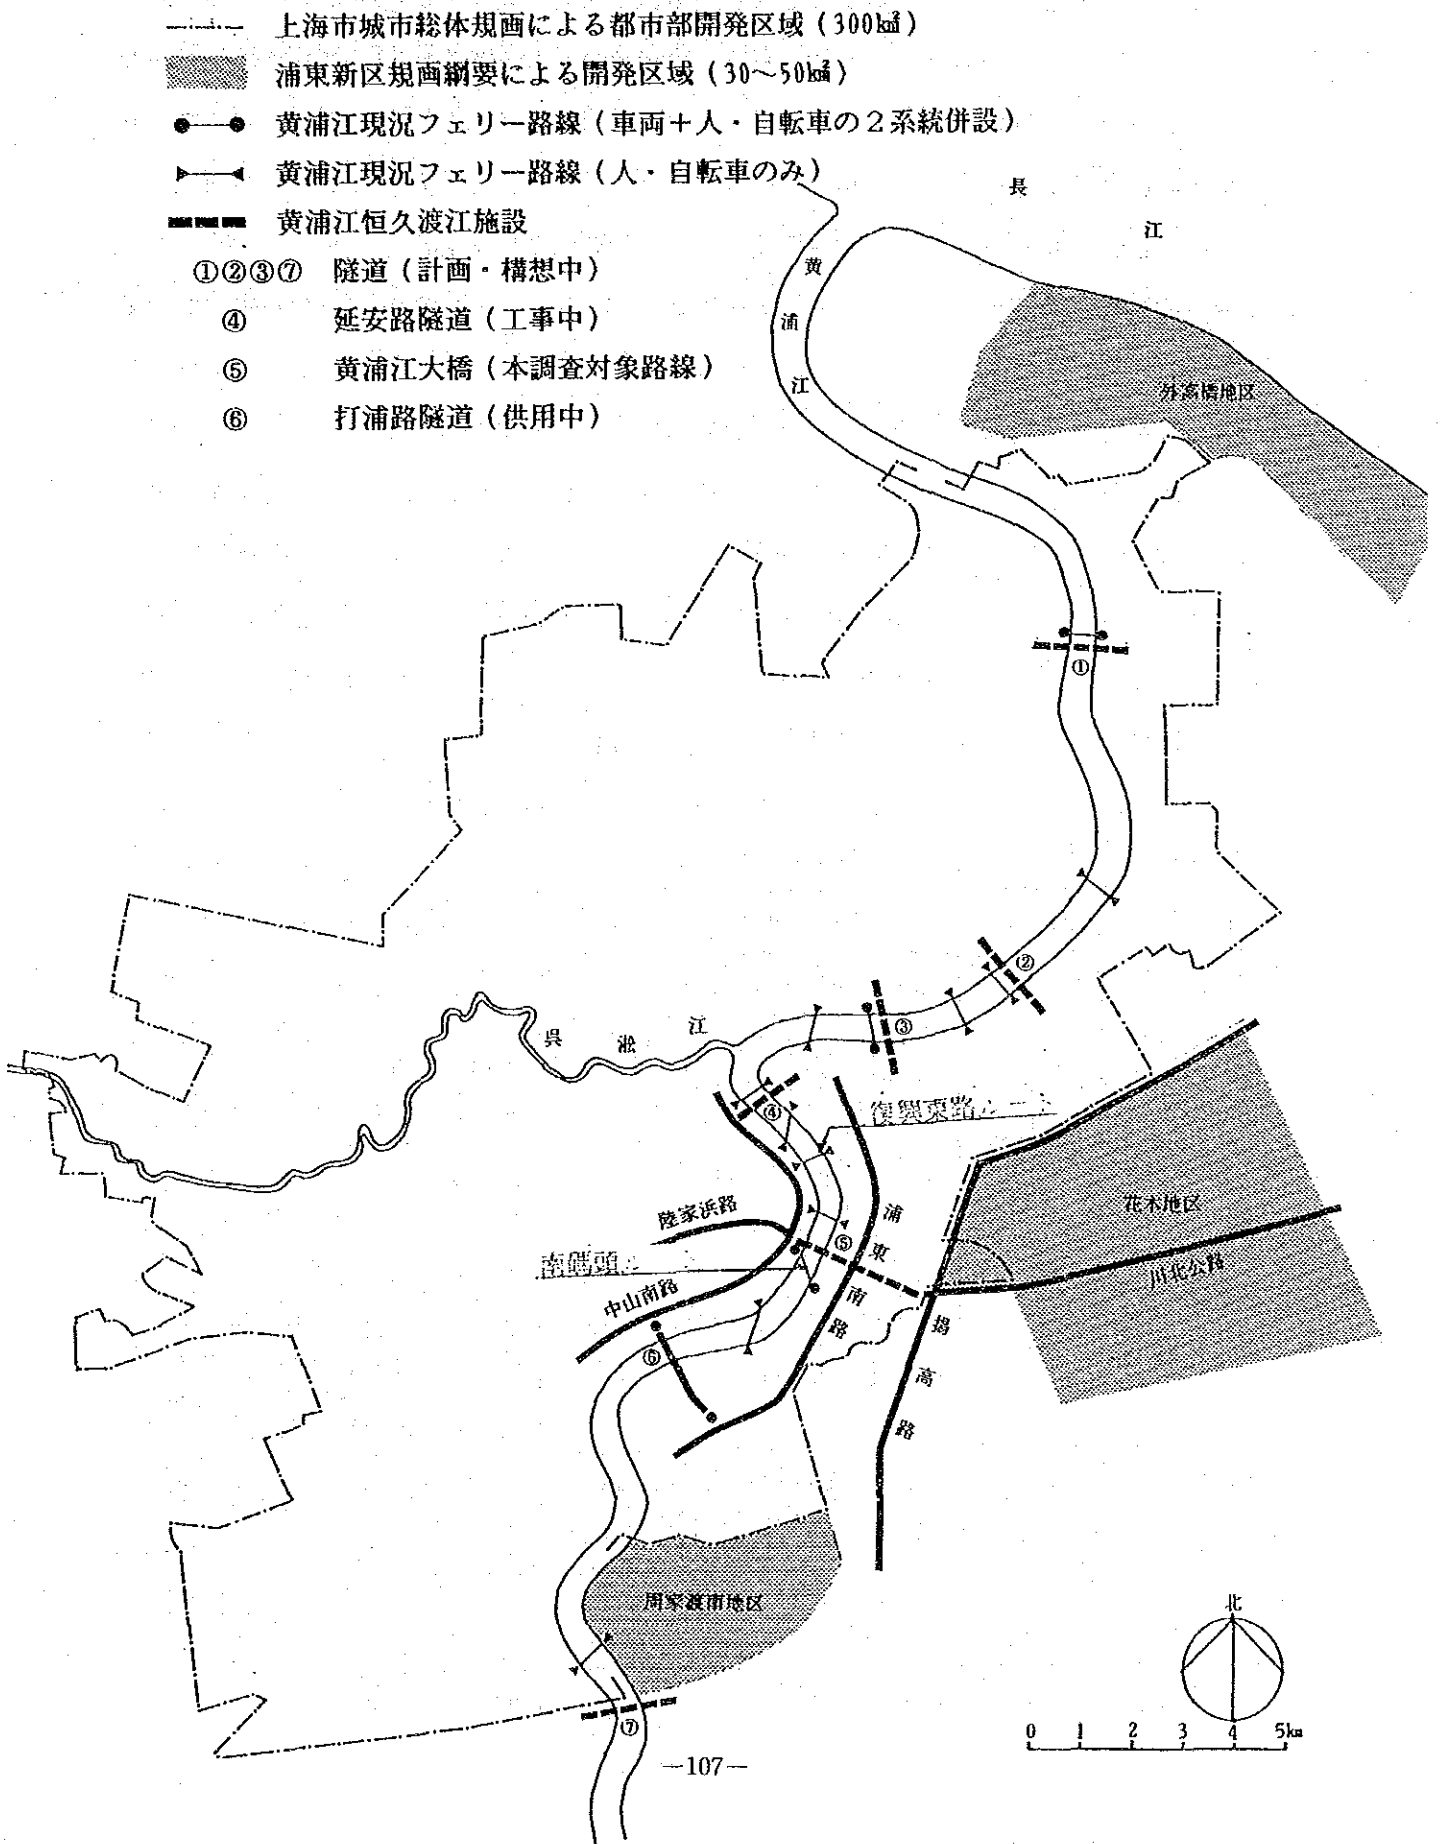 上海市城市総体規画による都市部開発区域（300㎢）
浦東新区規画綱要による開発区域（30〜50㎢）
黄浦江現況フェリー路線（車両＋人・自転車の２系統併設）
黄浦江現況フェリー路線（人・自転車のみ）
黄浦江恒久渡江施設
①②③⑦ 隧道（計画・構想中）
④ 延安路隧道（工事中）
⑤ 黄浦江大橋（本調査対象路線）
⑥ 打浦路隧道（供用中）
長江
黄浦江
外高橋地区
①
②
③
呉淞江
④
復興東路ルート
花木地区
陸家浜路
浦東南路
⑤
川北公路
南碼頭
中山南路
楊高路
⑥
周家渡南地区
⑦
北
0 1 2 3 4 5km
—107—